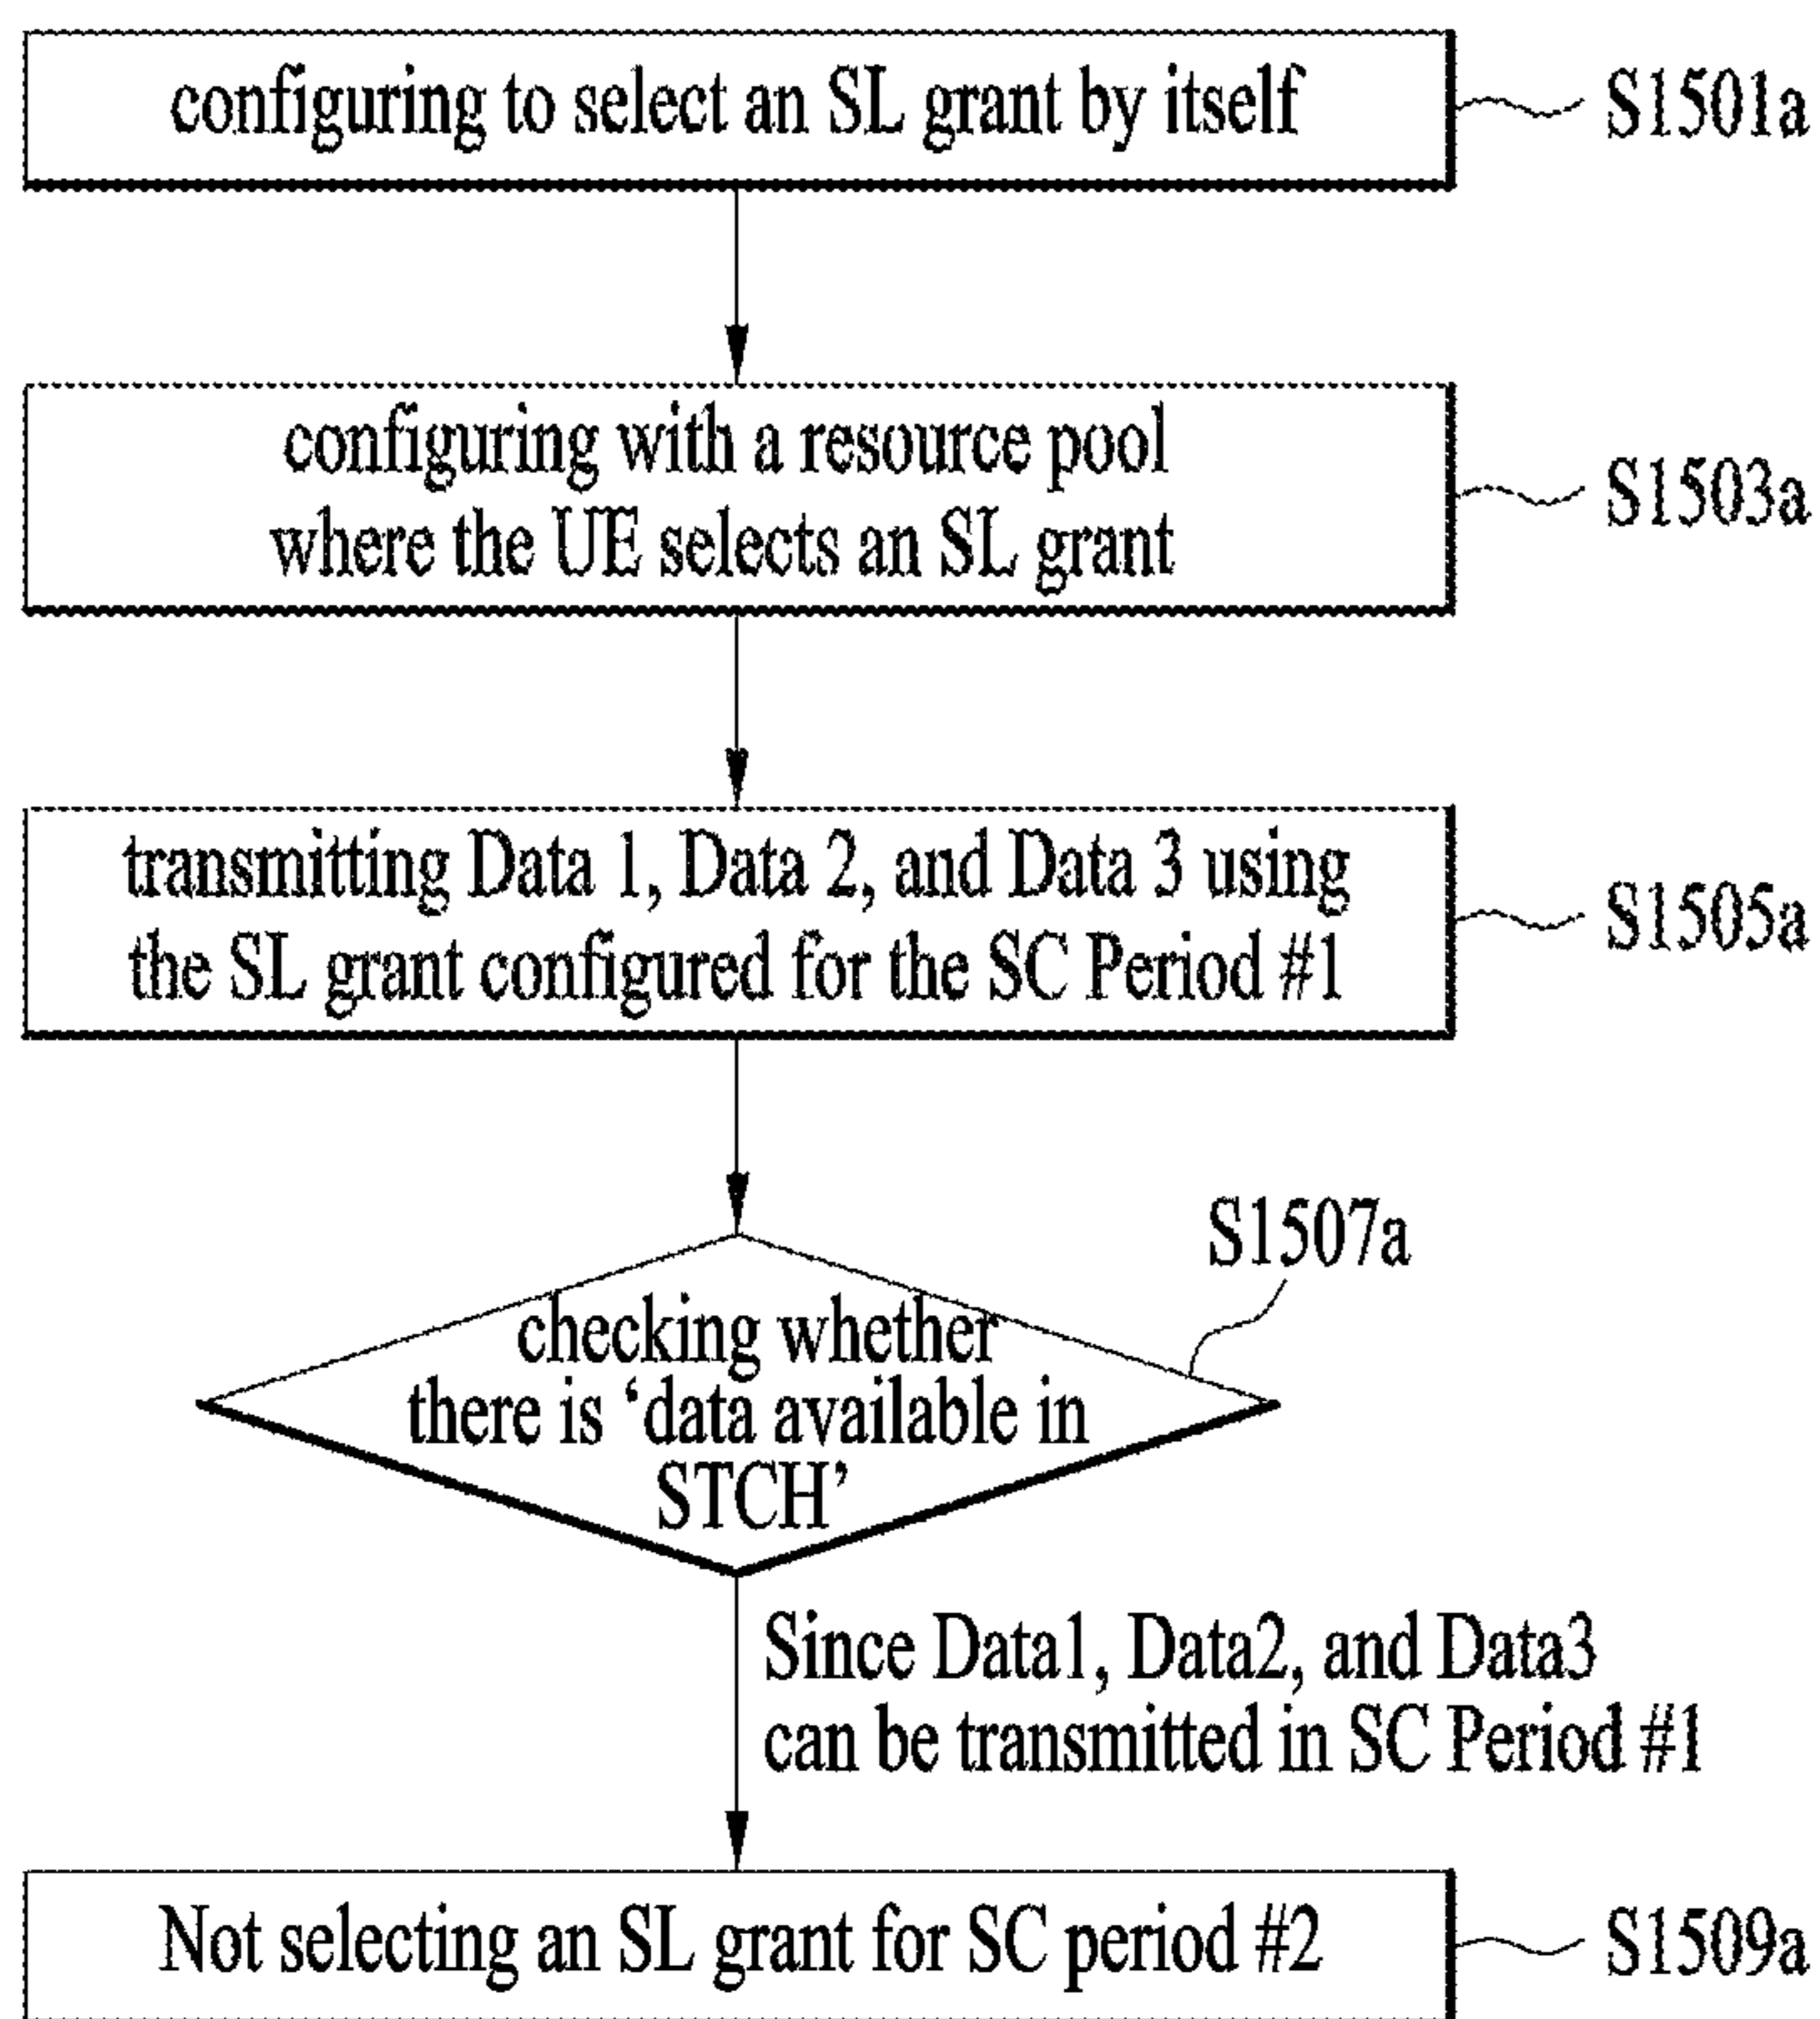 configuring to select an SL grant by itself
S1501a
configuring with a resource pool
where the UE selects an SL grant
S1503a
transmitting Data 1, Data 2, and Data 3 using
the SL grant configured for the SC Period #1
S1505a
S1507a
checking whether
there is ‘data available in
STCH’
Since Data1, Data2, and Data3
can be transmitted in SC Period #1
Not selecting an SL grant for SC period #2
S1509a